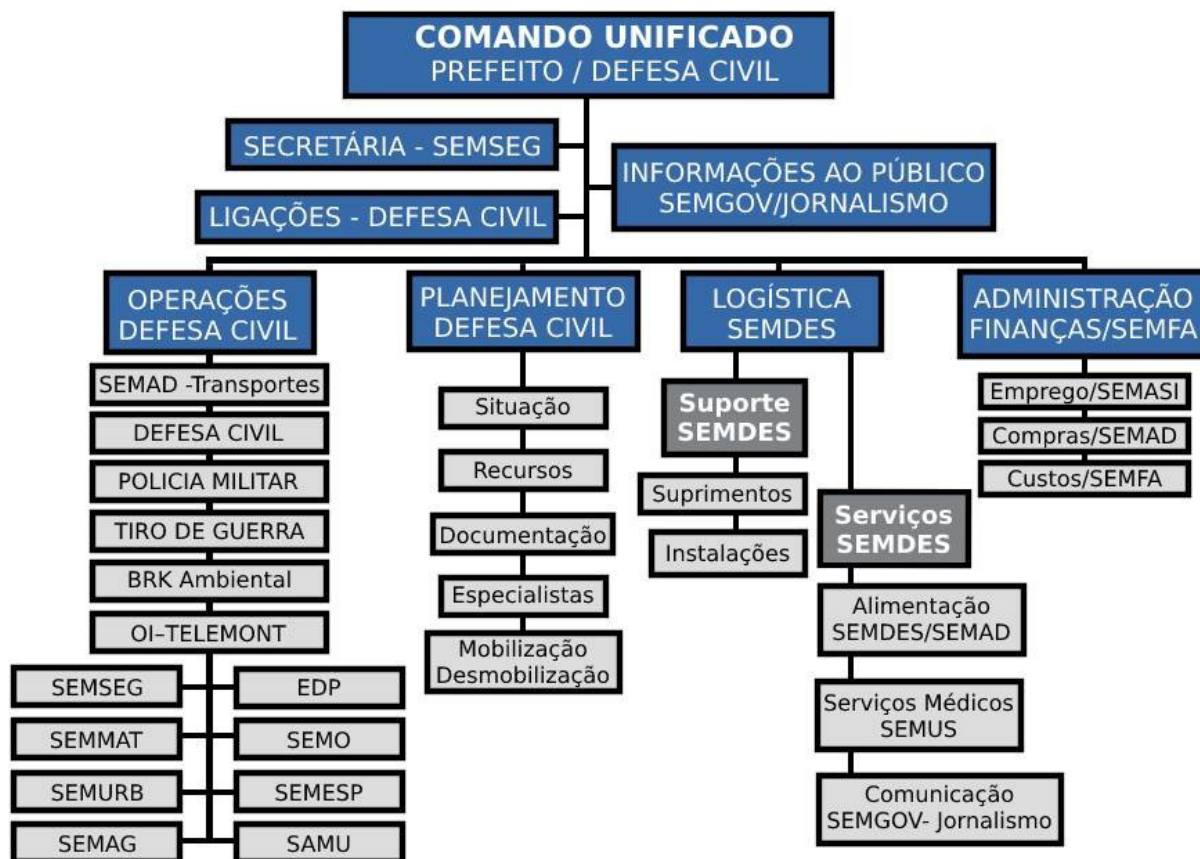 COMANDO UNIFICADO
PREFEITO / DEFESA CIVIL
SECRETÁRIA - SEMSEG
INFORMAÇÕES AO PÚBLICO
SEMGOV/JORNALISMO
LIGAÇÕES - DEFESA CIVIL
OPERAÇÕES
DEFESA CIVIL
SEMAD -Transportes
DEFESA CIVIL
POLICIA MILITAR
TIRO DE GUERRA
BRK Ambiental
OI–TELEMONT
SEMSEG
EDP
SEMMAT
SEMO
SEMURB
SEMESP
SEMAG
SAMU
PLANEJAMENTO
DEFESA CIVIL
Situação
Recursos
Documentação
Especialistas
Mobilização
Desmobilização
LOGÍSTICA
SEMDES
Suporte
SEMDES
Suprimentos
Instalações
Serviços
SEMDES
Alimentação
SEMDES/SEMAD
Serviços Médicos
SEMUS
Comunicação
SEMGOV- Jornalismo
ADMINISTRAÇÃO
FINANÇAS/SEMFA
Emprego/SEMASI
Compras/SEMAD
Custos/SEMFA